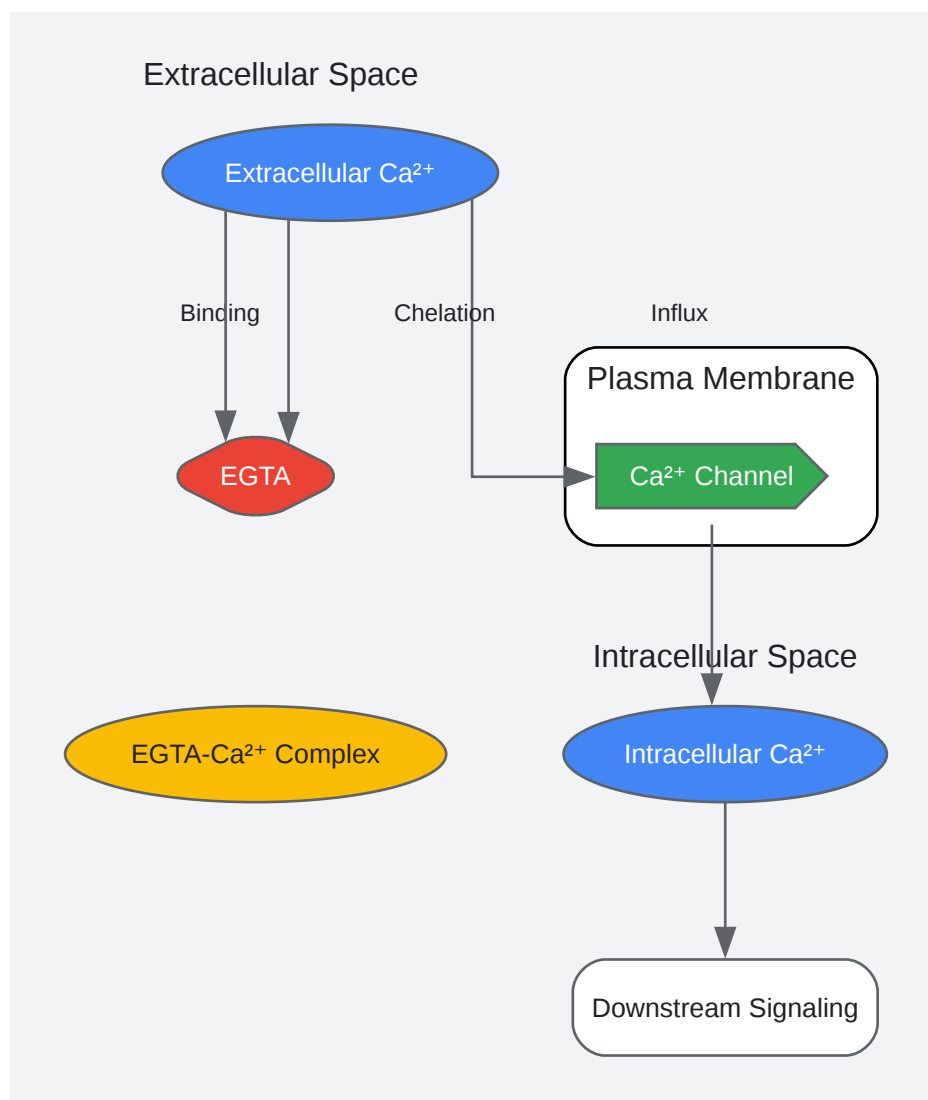 Extracellular Space
Extracellular Ca²⁺
Binding
Chelation
Influx
Plasma Membrane
EGTA
Ca²⁺ Channel
Intracellular Space
EGTA-Ca²⁺ Complex
Intracellular Ca²⁺
Downstream Signaling